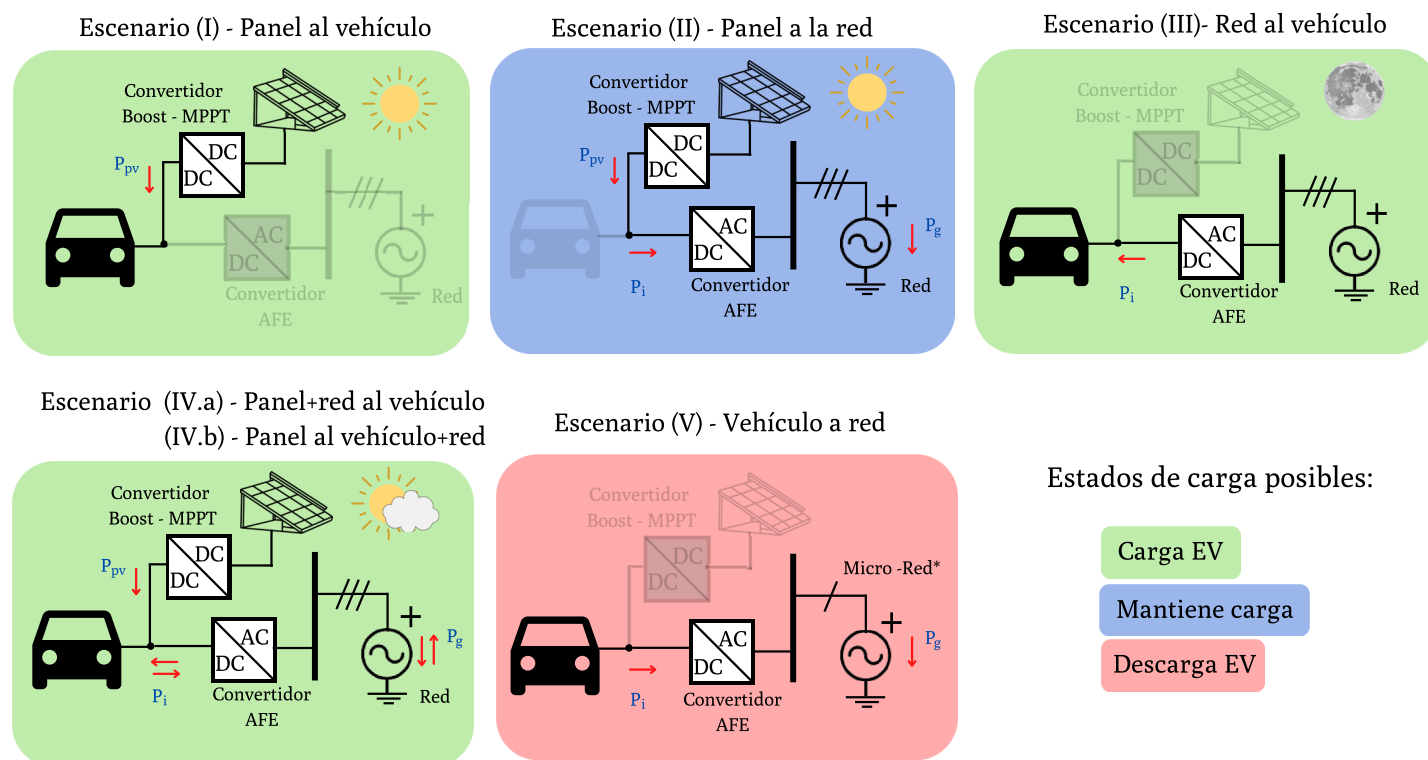 Escenario (I) - Panel al vehículo
Convertidor
Boost - MPPT
DC
DC
Ppv
AC
DC
Convertidor
AFE
Red
Escenario (II) - Panel a la red
Convertidor
Boost - MPPT
DC
DC
Ppv
AC
DC
Pi
Convertidor
AFE
Pg
Red
Escenario (III)- Red al vehículo
Convertidor
Boost - MPPT
DC
DC
AC
DC
Pi
Convertidor
AFE
Red
Escenario (IV.a) - Panel+red al vehículo
(IV.b) - Panel al vehículo+red
Convertidor
Boost - MPPT
DC
DC
Ppv
AC
DC
Pi
Convertidor
AFE
Pg
Red
Escenario (V) - Vehículo a red
Convertidor
Boost - MPPT
DC
DC
Micro -Red*
AC
DC
Pi
Convertidor
AFE
Pg
Estados de carga posibles:
Carga EV
Mantiene carga
Descarga EV